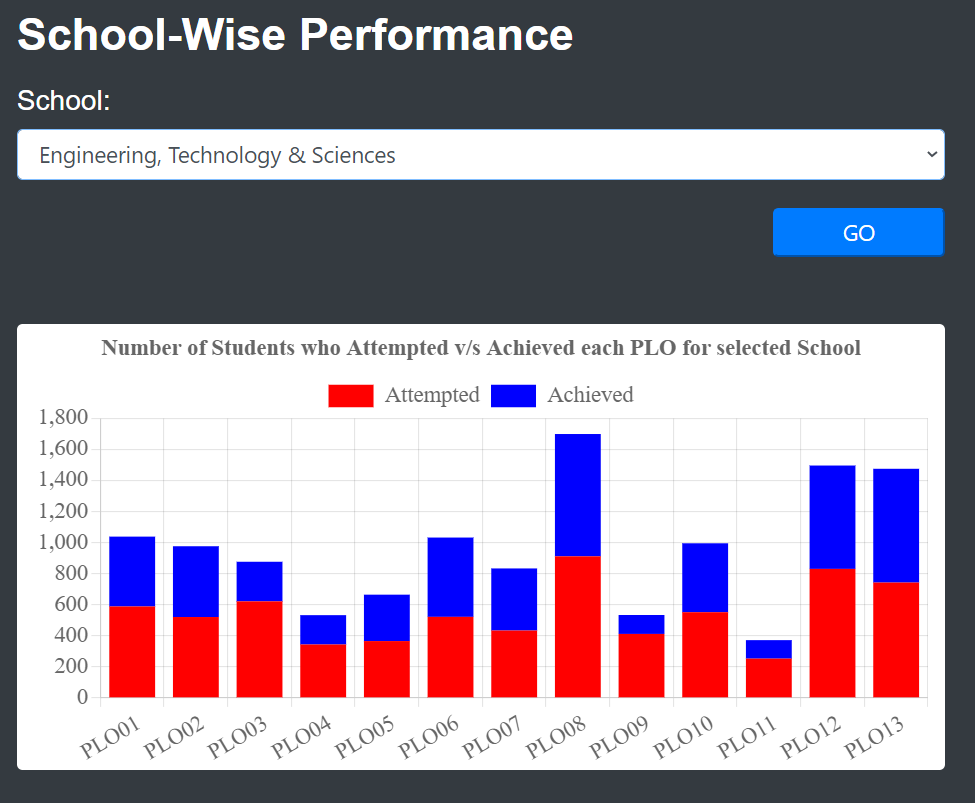 School-Wise Performance
School:
Engineering, Technology & Sciences
GO
Number of Students who Attempted v/s Achieved each PLO for selected School
Attempted Achieved
1,800
1,600
1,400
1,200
1,000
800
600
400
200
0
PLO01 PLO02 PLO03 PLO04 PLO05 PLO06 PLO07 PLO08 PLO09 PLO10 PLO11 PLO12 PLO13